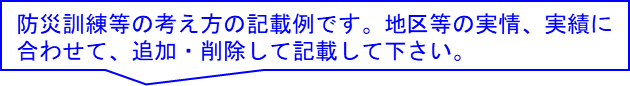 防災訓練等の考え方の記載例です。地区等の実情、実績に
合わせて、追加・削除して記載して下さい。